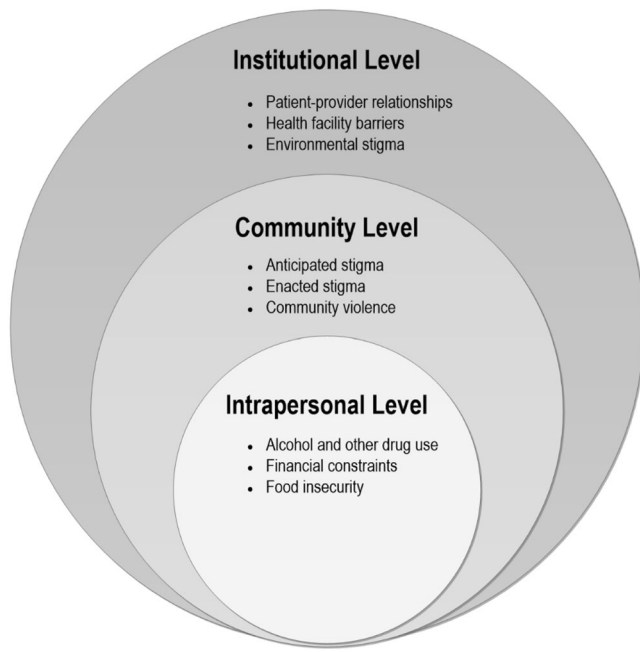 Institutional Level
• Patient-provider relationships
• Health facility barriers
• Environmental stigma
Community Level
• Anticipated stigma
• Enacted stigma
• Community violence
Intrapersonal Level
• Alcohol and other drug use
• Financial constraints
• Food insecurity